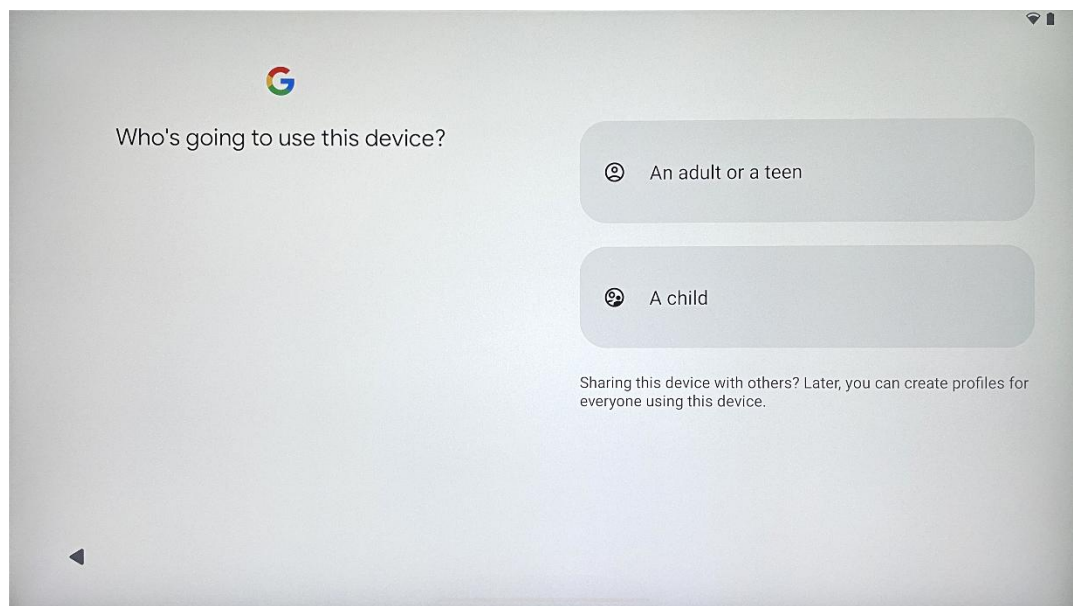 Who's going to use this device?
An adult or a teen
A child
Sharing this device with others? Later, you can create profiles for
everyone using this device.